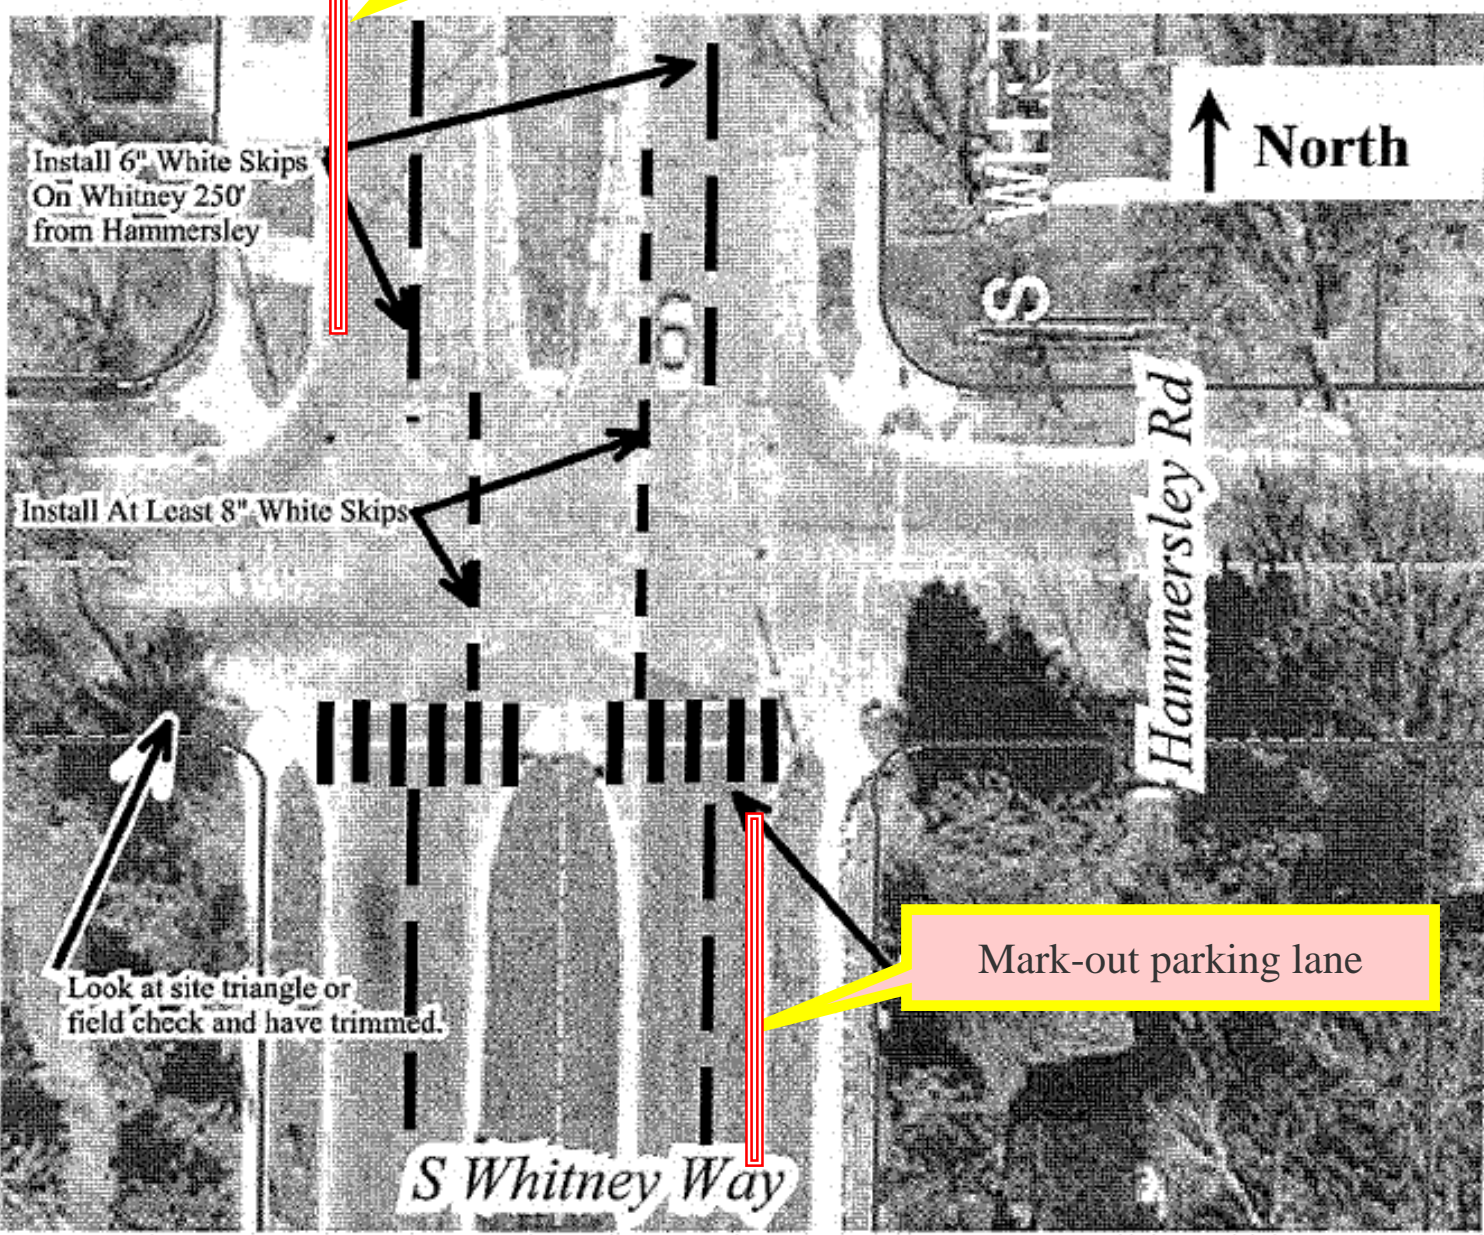 Install 6" White Skips
On Whitney 250'
from Hammersley
North
S WHIT
Hammersley Rd
Install At Least 8" White Skips
Mark-out parking lane
Look at site triangle or
field check and have trimmed.
S Whitney Way